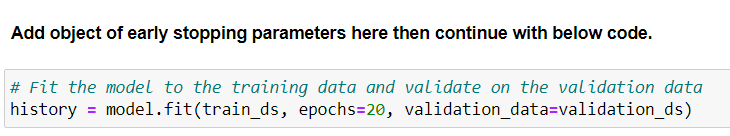 Add object of early stopping parameters here then continue with below code.
# Fit the model to the training data and validate on the validation data
history = model.fit(train_ds, epochs=20, validation_data=validation_ds)